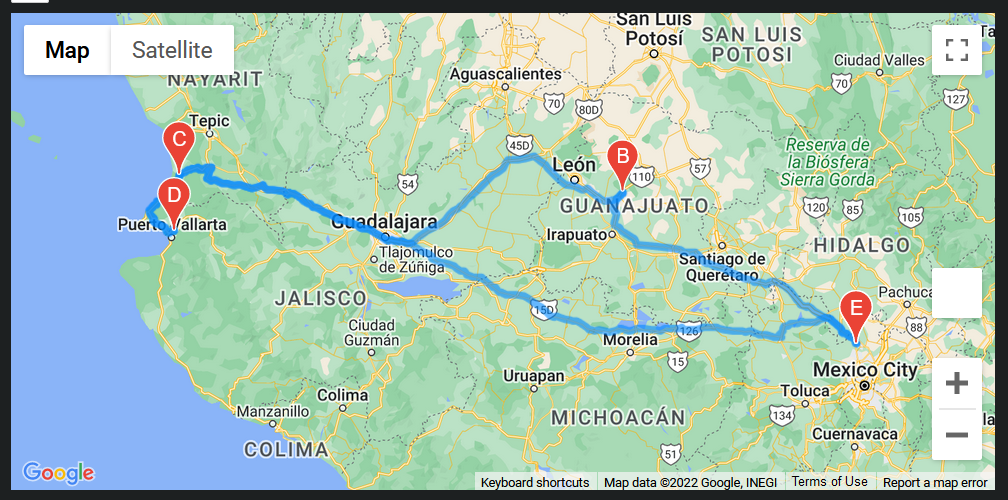 Map
Satellite
San Luis
Potosí
SAN LUIS
POTOSI
Ciudad Valles
NAYARIT
Aguascalientes
70
80D
70
127
Tepic
45D
León
B
110
57
Reserva de
la Biósfera
Sierra Gorda
C
54
D
GUANAJUATO
120
85
105
Puerto Vallarta
Guadalajara
Irapuato
HIDALGO
Tlajomulco
de Zúñiga
Santiago de
Querétaro
JALISCO
15D
E
Pachuca
Ciudad
Guzmán
126
88
Morelia
15
Mexico City
Uruapan
Toluca
Colima
Manzanillo
MICHOACÁN
134
Cuernavaca
COLIMA
51
Google
Keyboard shortcuts
Map data ©2022 Google, INEGI
Terms of Use
Report a map error